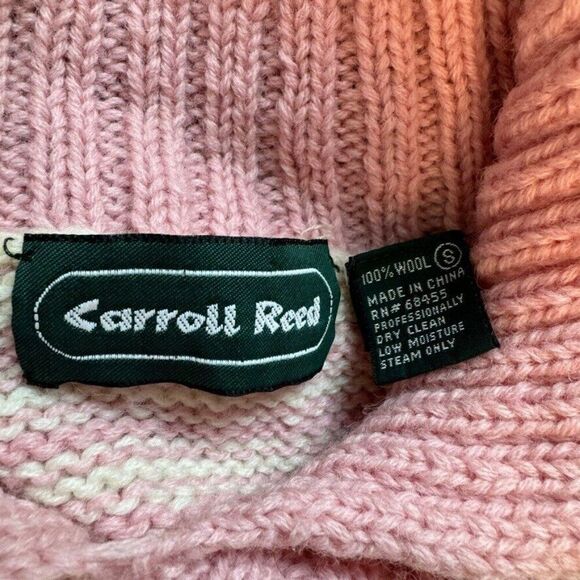 Carroll Reed
100% WOOL S
MADE IN CHINA
RN# 68455
PROFESSIONALLY
DRY CLEAN
LOW MOISTURE
STEAM ONLY